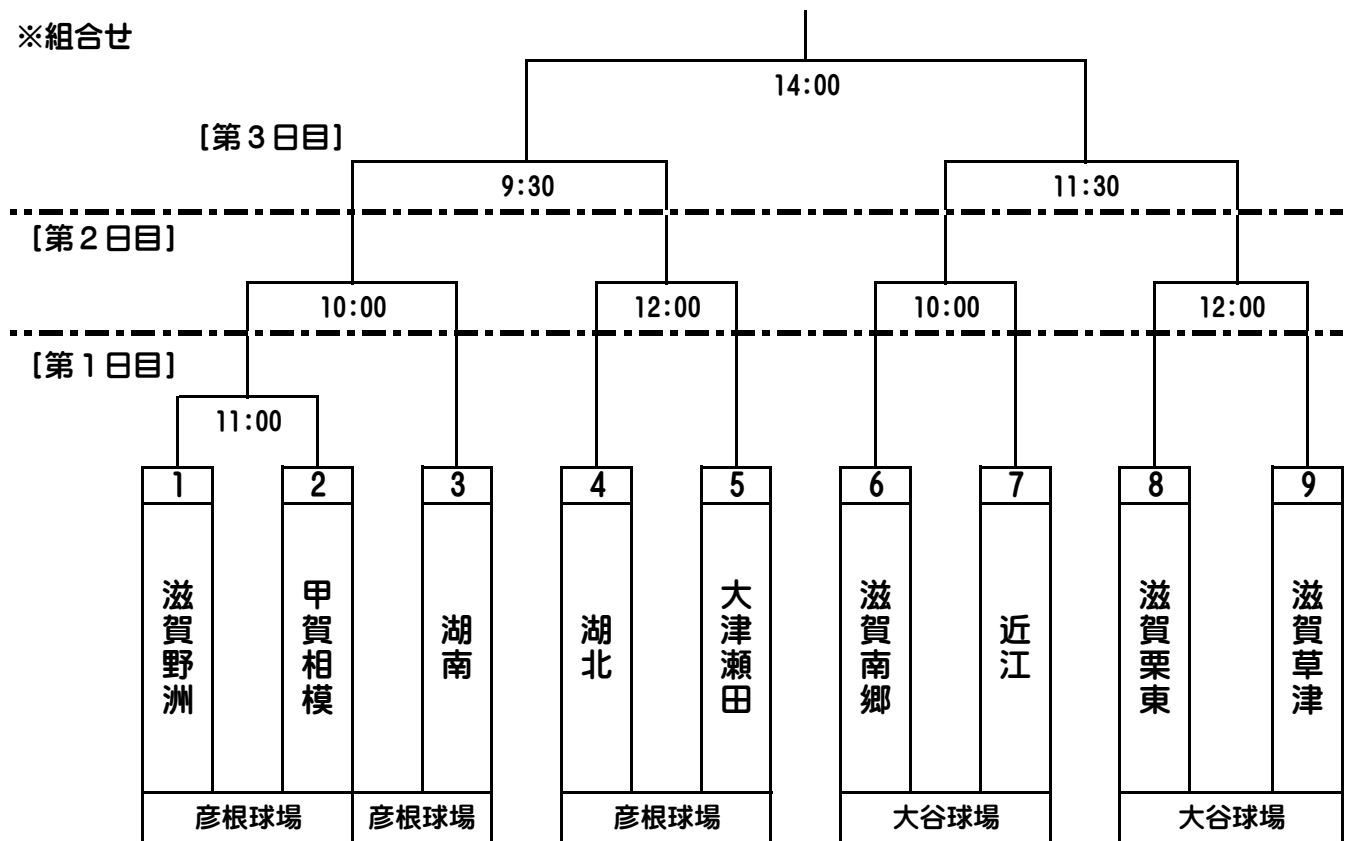 ※組合せ
14:00
[第3日目]
9:30
11:30
[第2日目]
10:00
12:00
10:00
12:00
[第1日目]
11:00
1
2
3
4
5
6
7
8
9
滋賀野洲
甲賀相模
湖南
湖北
大津瀬田
滋賀南郷
近江
滋賀栗東
滋賀草津
彦根球場
彦根球場
彦根球場
大谷球場
大谷球場